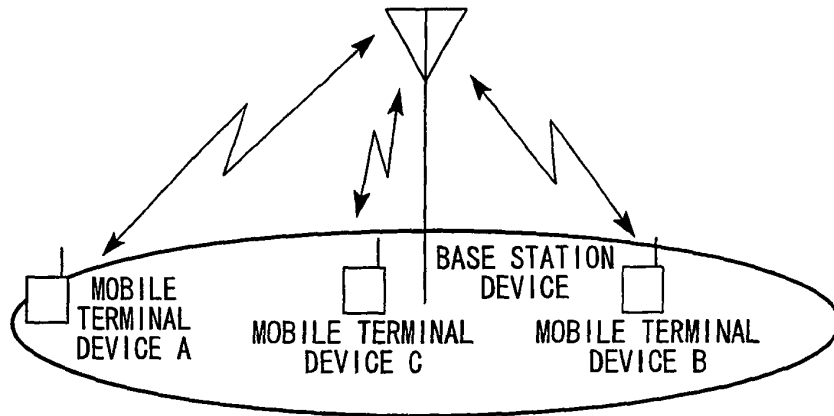 BASE STATION
DEVICE
MOBILE
TERMINAL
DEVICE A
MOBILE TERMINAL
DEVICE C
MOBILE TERMINAL
DEVICE B